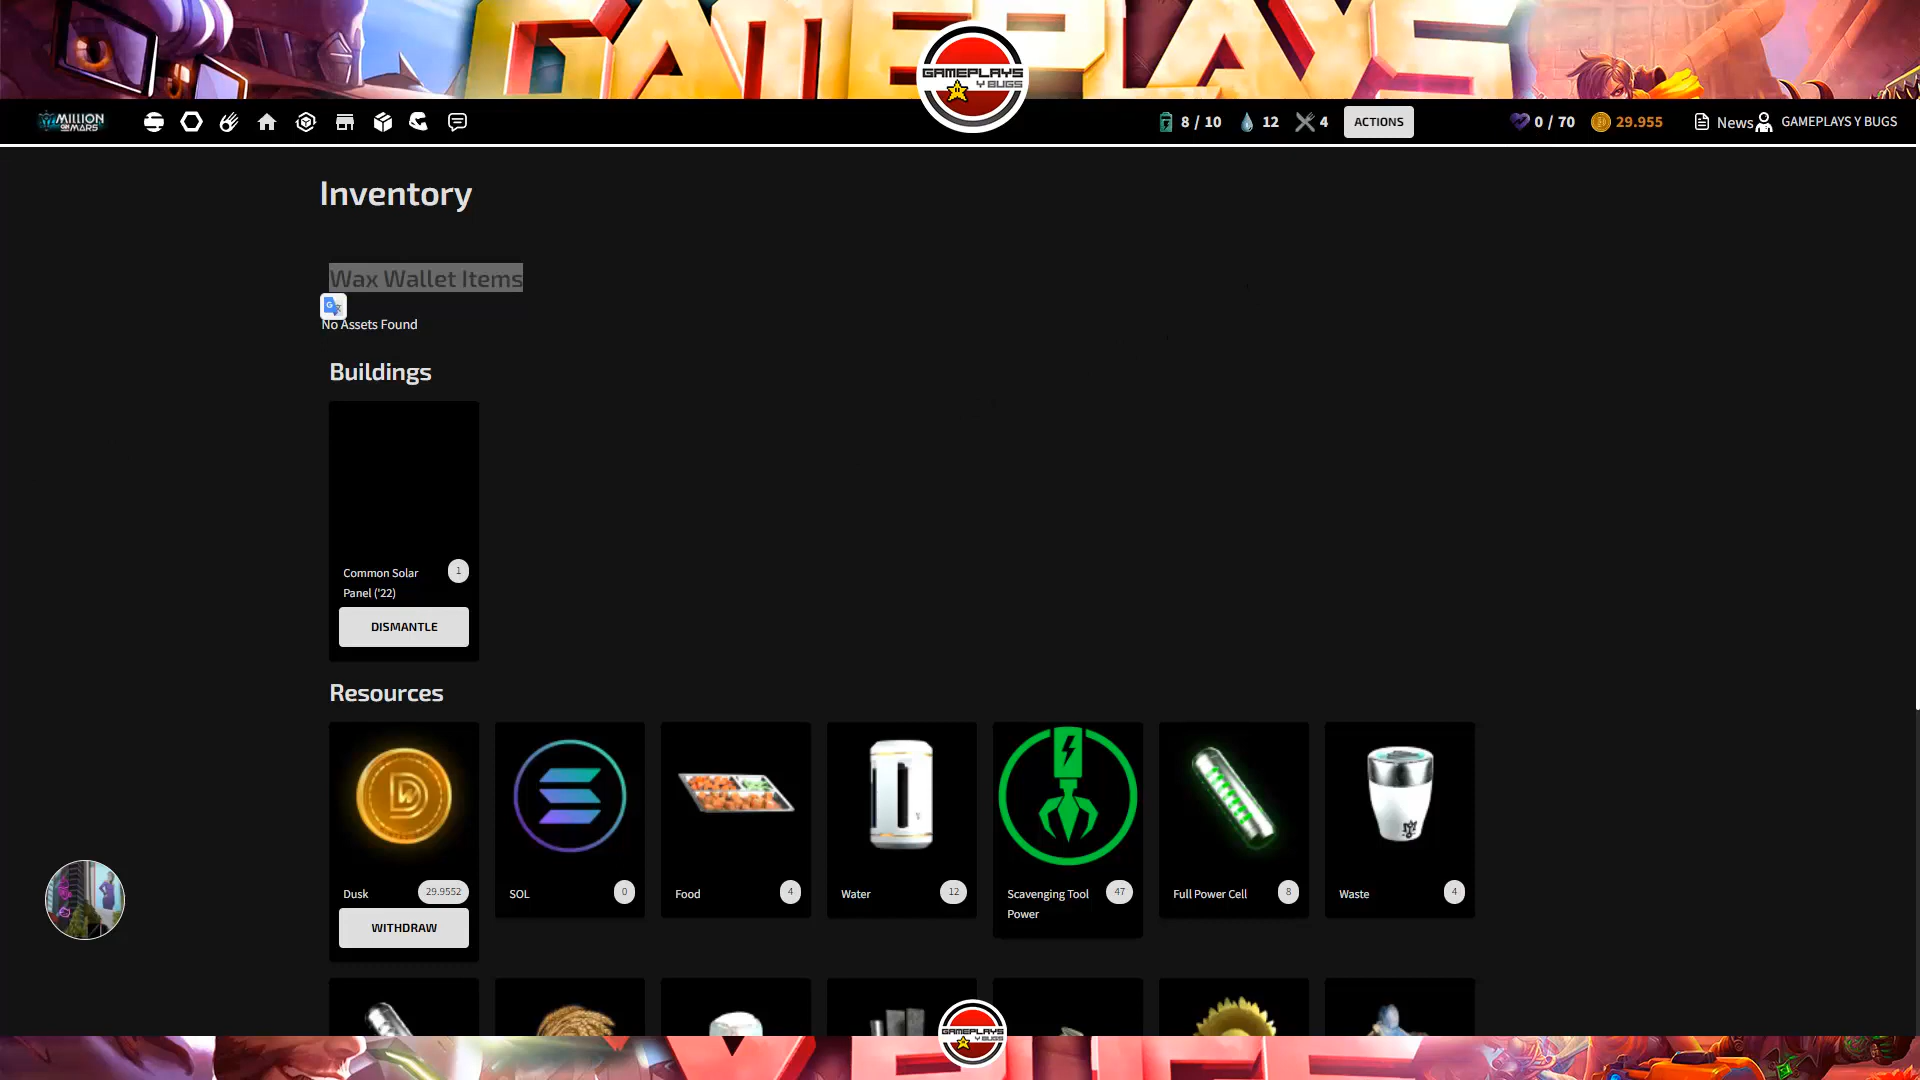 GAMEPLAYS
GAMEPLAYS
Y BUGS
MILLION
ON MARS
8 / 10
12
4
ACTIONS
0 / 70
29.955
News
GAMEPLAYS Y BUGS
Inventory
Wax Wallet Items
No Assets Found
Buildings
Common Solar
Panel ('22)
1
DISMANTLE
Resources
Dusk
29.9552
WITHDRAW
SOL
0
Food
4
Water
12
Scavenging Tool
Power
47
Full Power Cell
8
Waste
4
GAMEPLAYS
Y BUGS